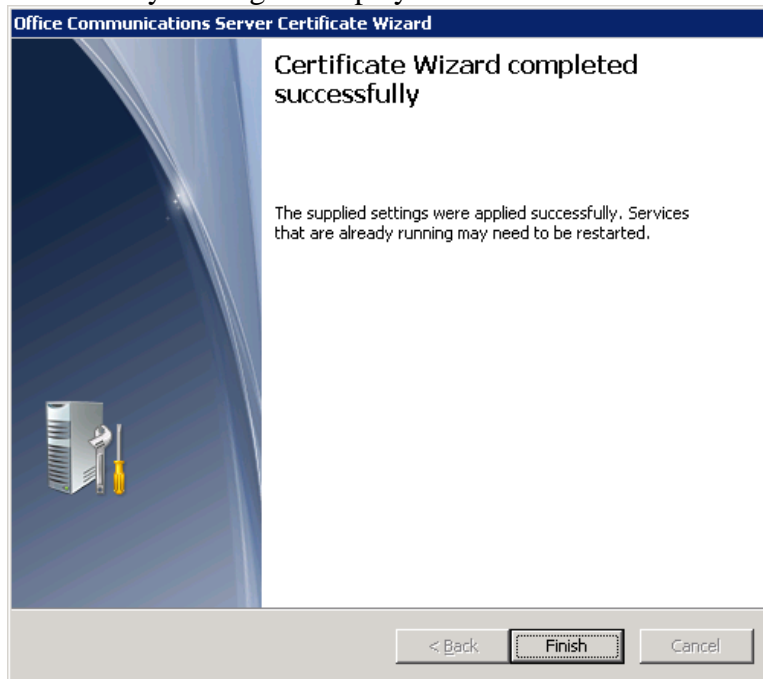 Office Communications Server Certificate Wizard
Certificate Wizard completed
successfully
The supplied settings were applied successfully. Services
that are already running may need to be restarted.
< Back
Finish
Cancel